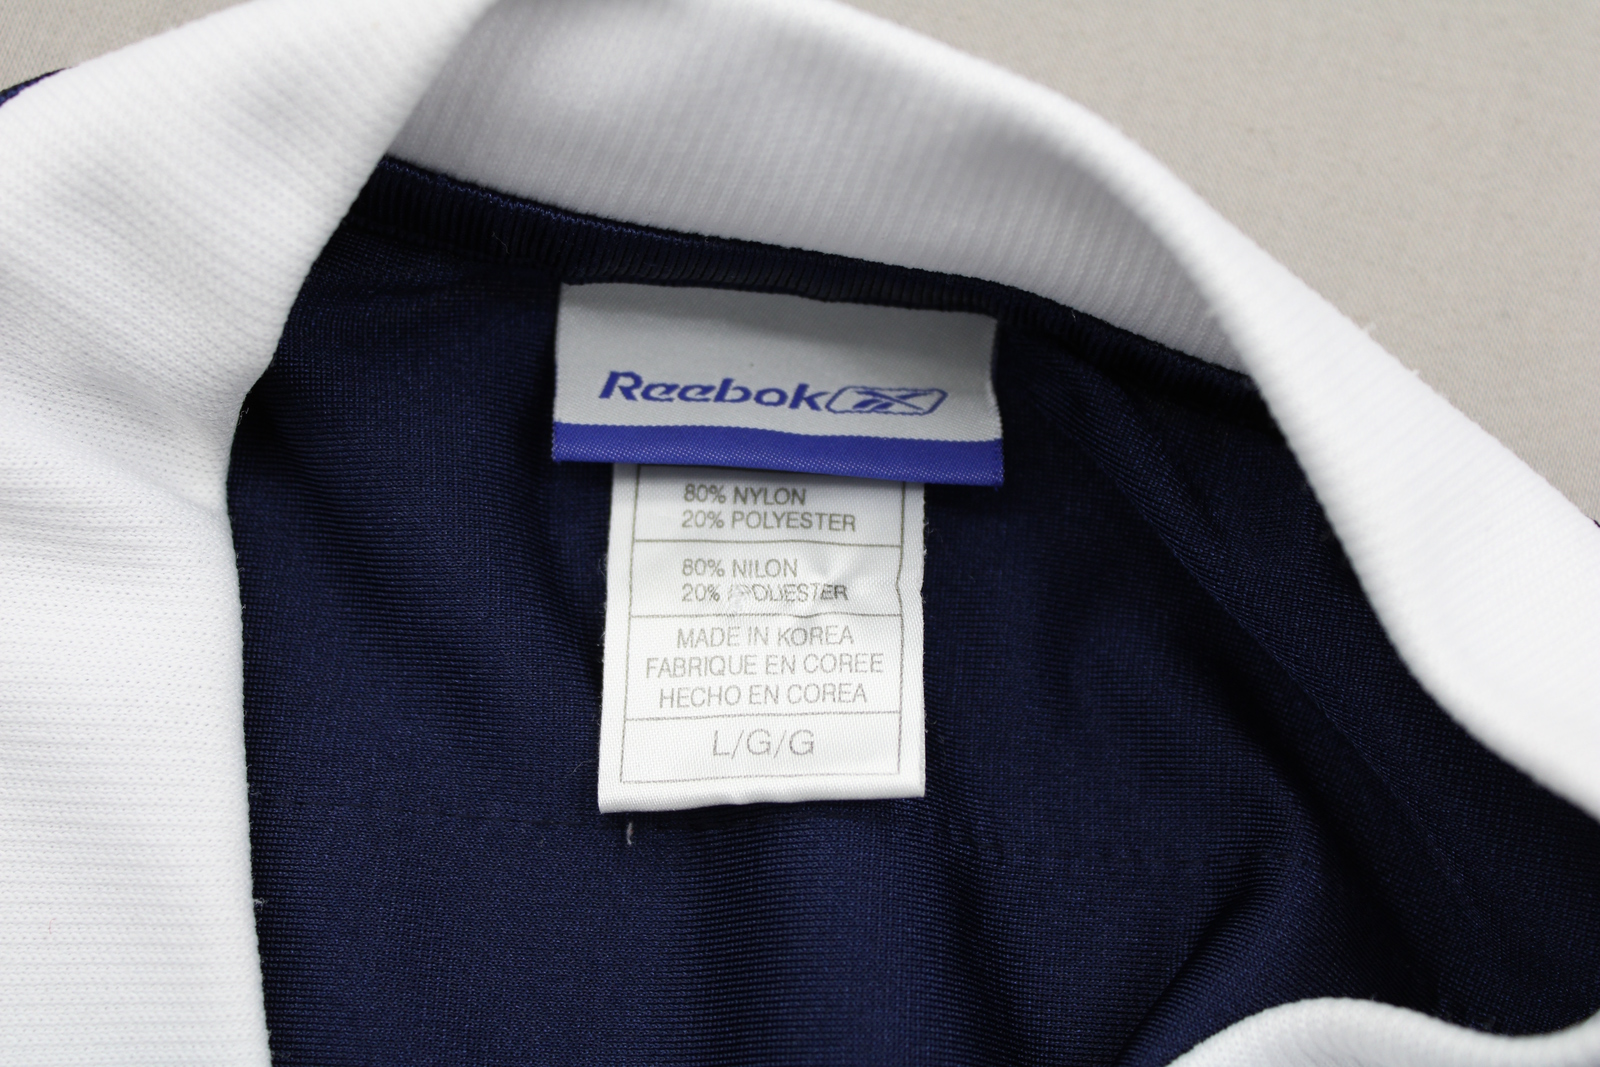 Reebok
80% NYLON
20% POLYESTER
80% NILON
20% POLIESTER
MADE IN KOREA
FABRIQUE EN COREE
HECHO EN COREA
L/G/G